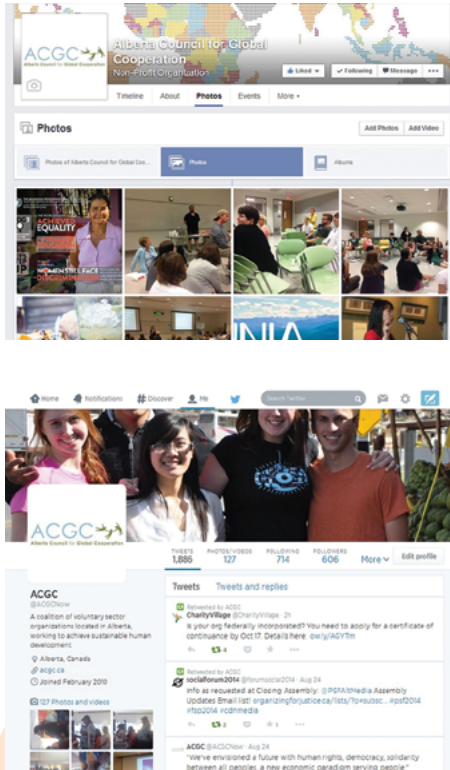 ACGC
Alberta Council for Global Cooperation
Alberta Council for Global
Cooperation
Non-Profit Organization
Liked
Following
Message
Timeline About Photos Events More
Photos
Add Photos Add Video
Photos of Alberta Council for Global Coo...
Photos
Albums
ACHIEVED
EQUALITY
WOMEN STILL FACE
DISCRIMINATION
Home Notifications Discover Me
Search Twitter
ACGC
Alberta Council for Global Cooperation
TWEETS PHOTOS/VIDEOS FOLLOWING FOLLOWERS
1,886 127 714 606 More Edit profile
ACGC
@ACGCNow
A coalition of voluntary sector
organizations located in Alberta,
working to achieve sustainable human
development.
Alberta, Canada
acgc.ca
Joined February 2010
127 Photos and videos
Tweets Tweets and replies
Retweeted by ACGC
CharityVillage @CharityVillage · 2h
Is your org federally incorporated? You need to apply for a certificate of
continuance by Oct 17. Details here: ow.ly/AGYTm
4
Retweeted by ACGC
socialforum2014 @forumsocial2014 · Aug 24
Info as requested at Closing Assembly: Assembly
Updates Email list! organizingforjustice.ca/lists/?p=subsc... #psf2014
#fsp2014 #cdnmedia
2
ACGC @ACGCNow · Aug 24
"We've envisioned a future with human rights, democracy, solidarity
between all peoples, a new economic paradigm serving people"